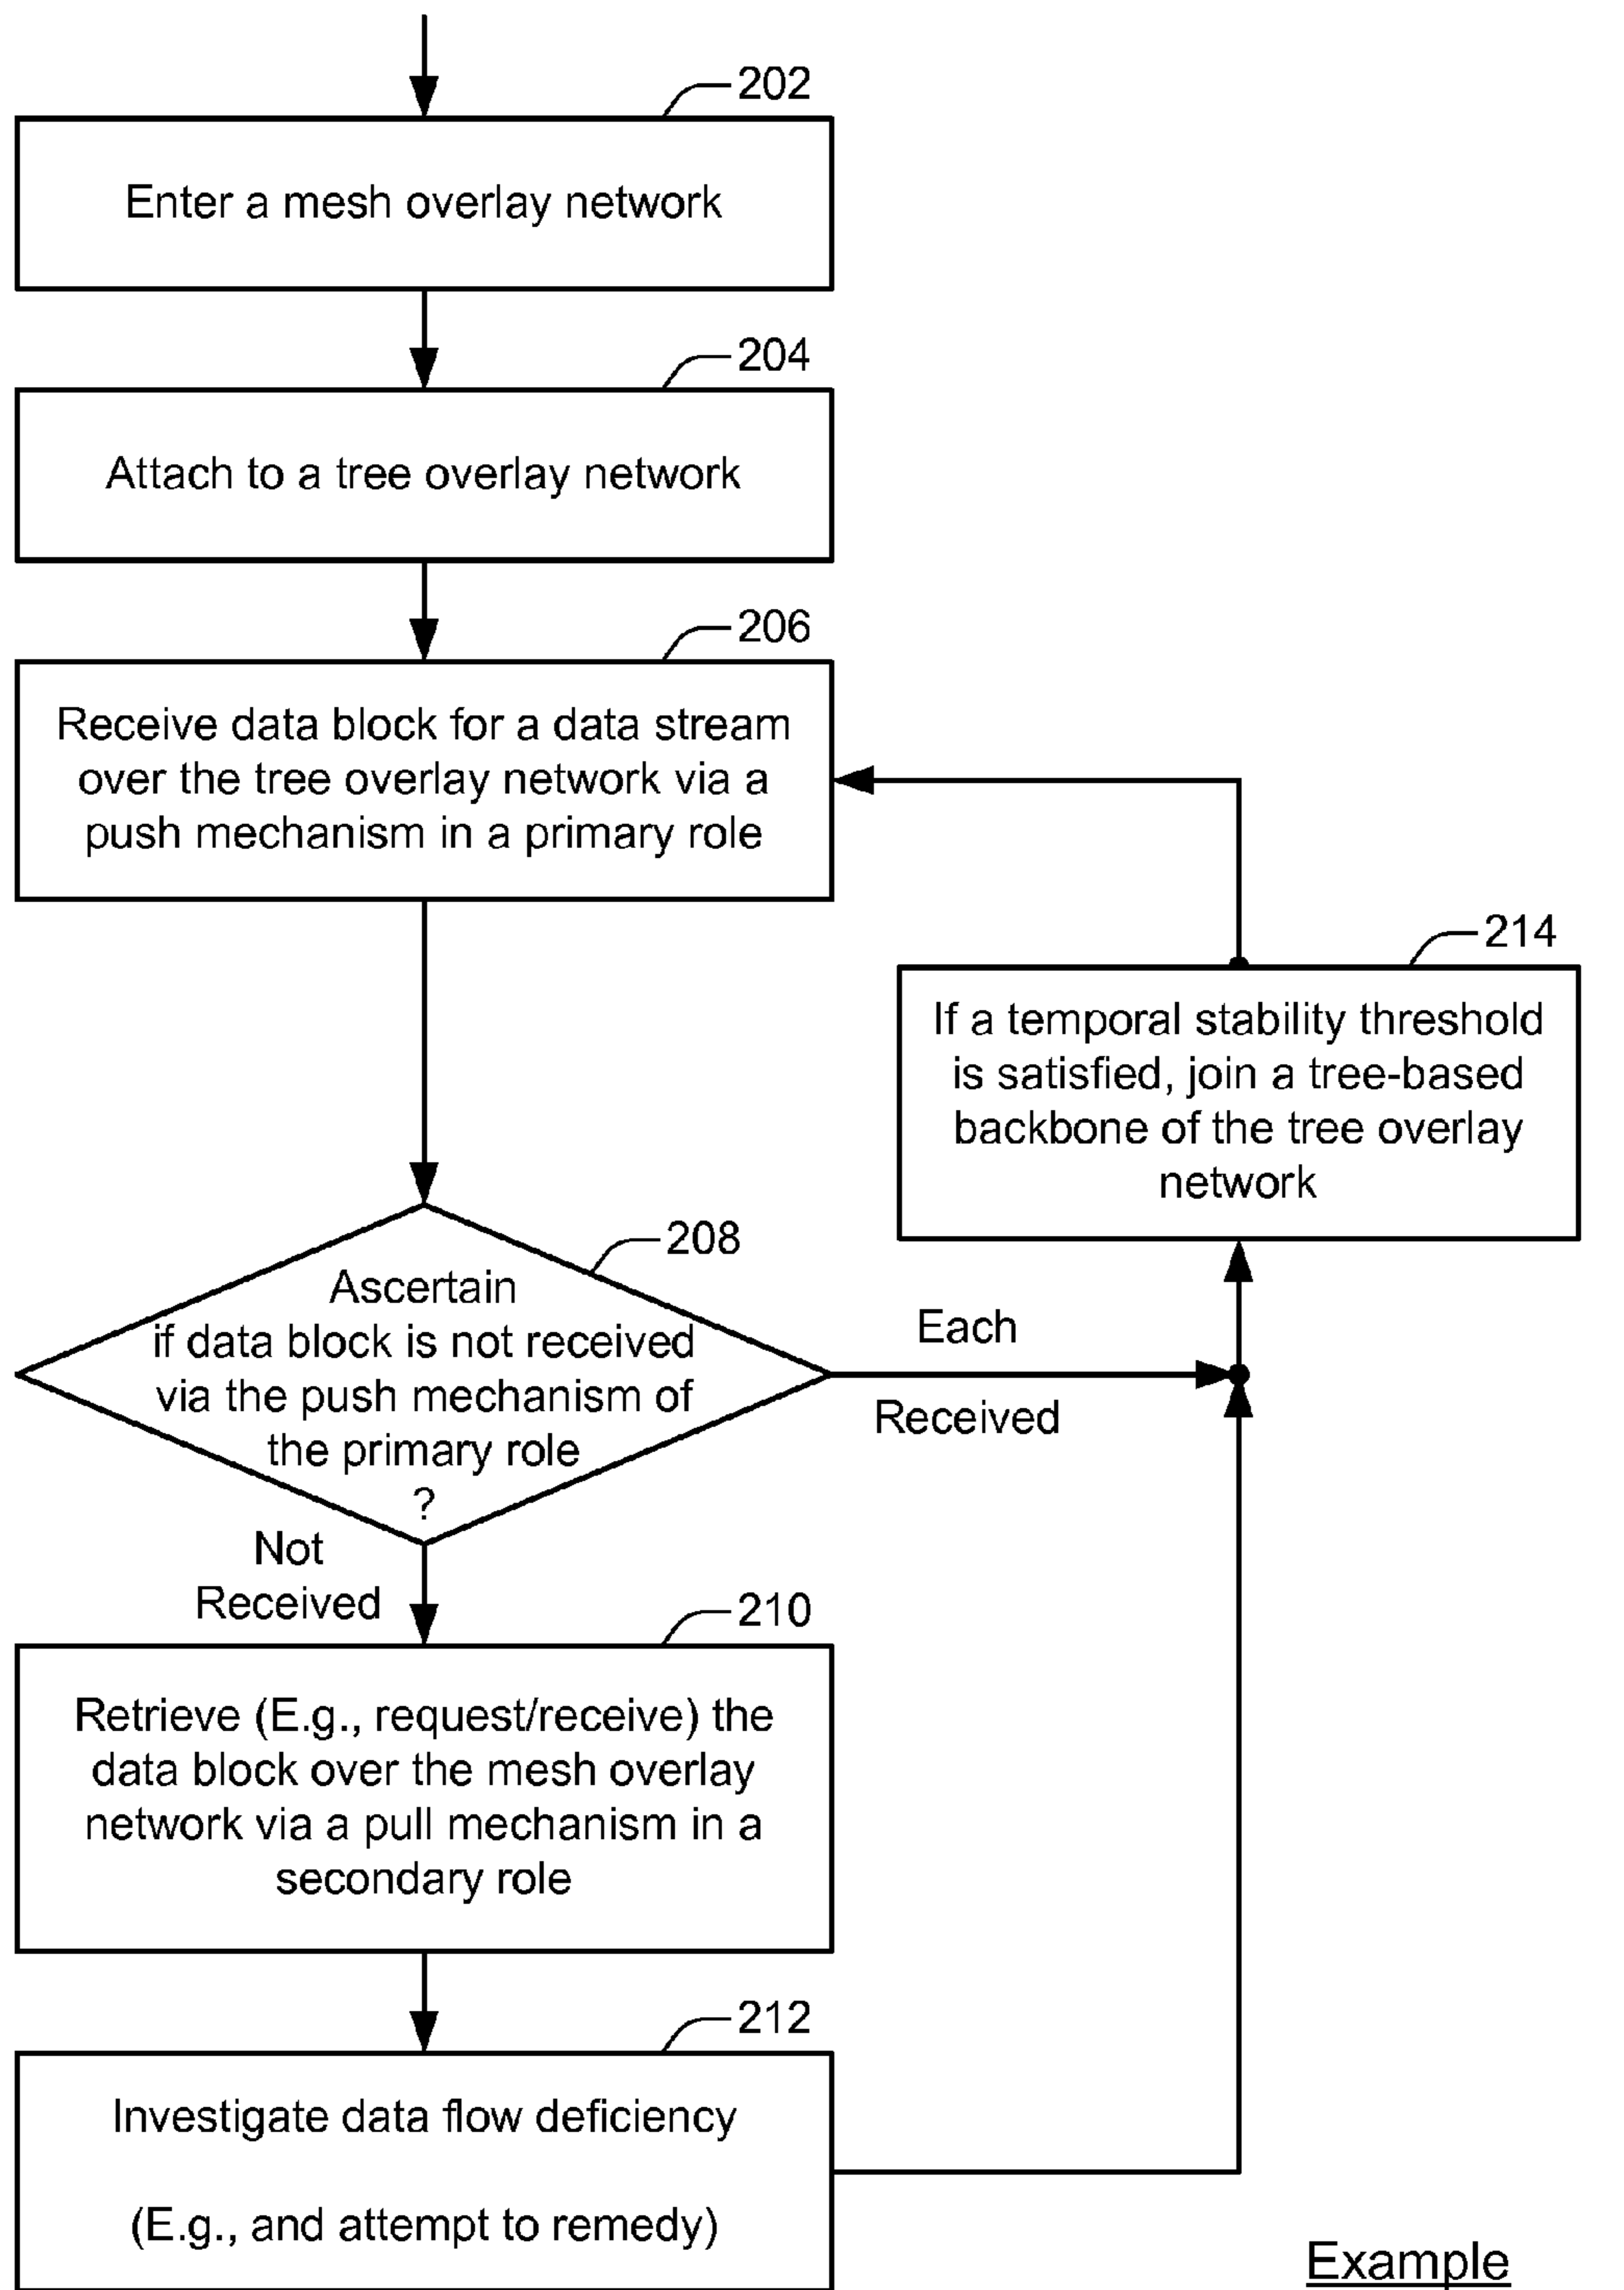 202
Enter a mesh overlay network
204
Attach to a tree overlay network
206
Receive data block for a data stream
over the tree overlay network via a
push mechanism in a primary role
214
If a temporal stability threshold
is satisfied, join a tree-based
backbone of the tree overlay
network
208
Ascertain
if data block is not received
via the push mechanism of
the primary role
?
Each
Received
Not
Received
210
Retrieve (E.g., request/receive) the
data block over the mesh overlay
network via a pull mechanism in a
secondary role
212
Investigate data flow deficiency
(E.g., and attempt to remedy)
Example